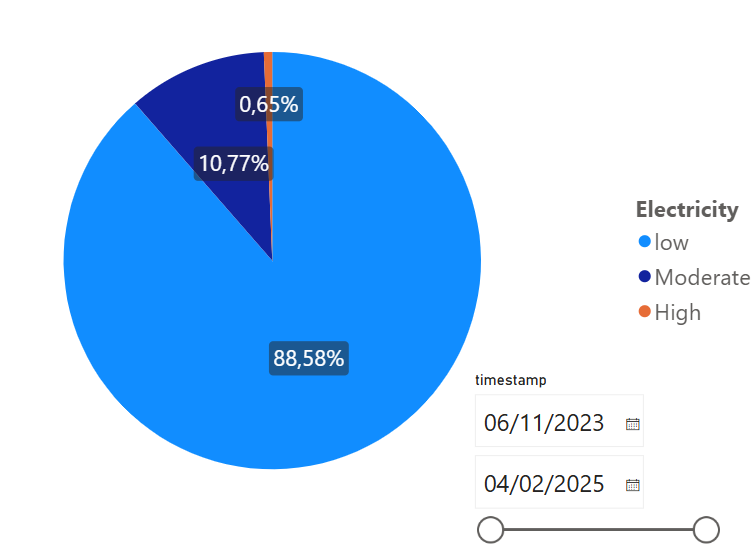 0,65%
10,77%
88,58%
Electricity
low
Moderate
High
timestamp
06/11/2023
04/02/2025